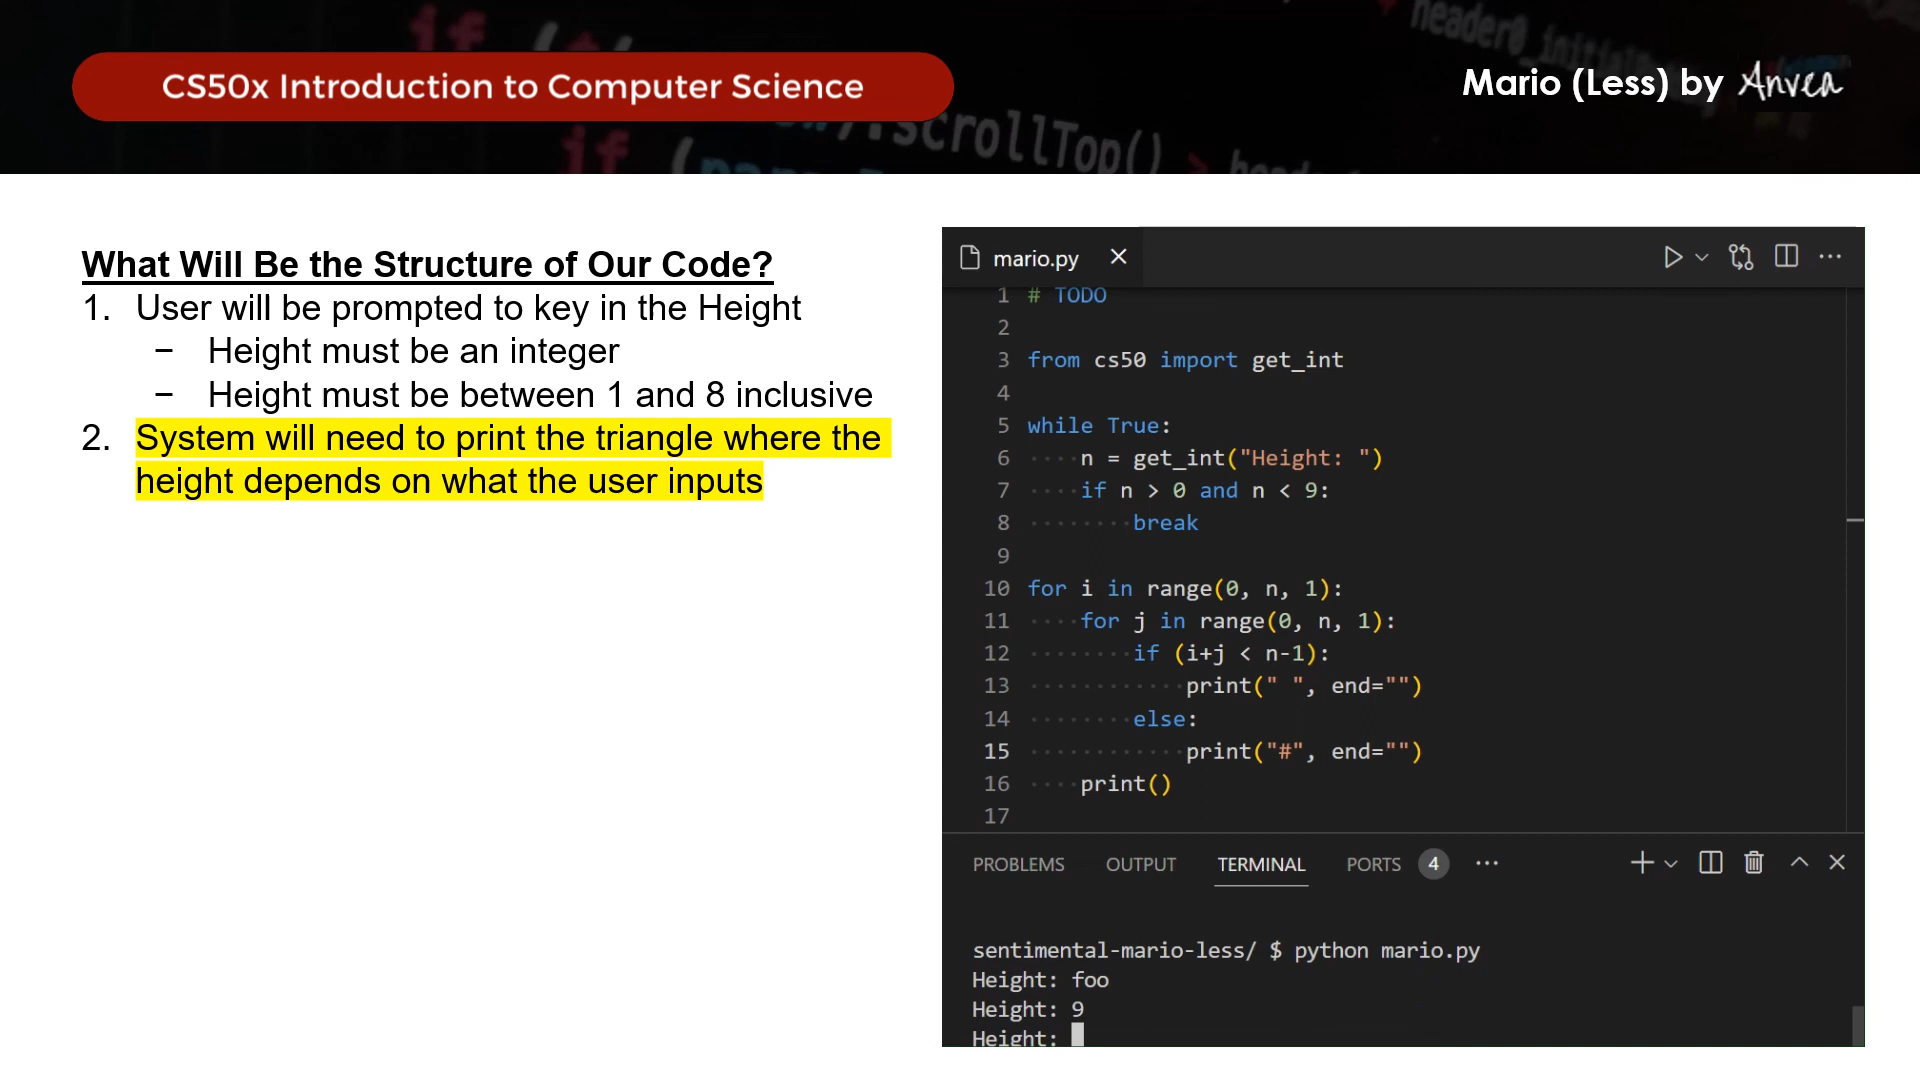 if (t(
header0_initialH
CS50x Introduction to Computer Science
Mario (Less) by Anvea
.scrollTop() >
if (
What Will Be the Structure of Our Code?
1. User will be prompted to key in the Height
− Height must be an integer
− Height must be between 1 and 8 inclusive
2. System will need to print the triangle where the
height depends on what the user inputs
mario.py
1 # TODO
2
3 from cs50 import get_int
4
5 while True:
6 ····n = get_int("Height: ")
7 ····if n > 0 and n < 9:
8 ········break
9
10 for i in range(0, n, 1):
11 ····for j in range(0, n, 1):
12 ········if (i+j < n-1):
13 ············print(" ", end="")
14 ········else:
15 ············print("#", end="")
16 ····print()
17
PROBLEMS OUTPUT TERMINAL PORTS 4 ···
sentimental-mario-less/ $ python mario.py
Height: foo
Height: 9
Height: